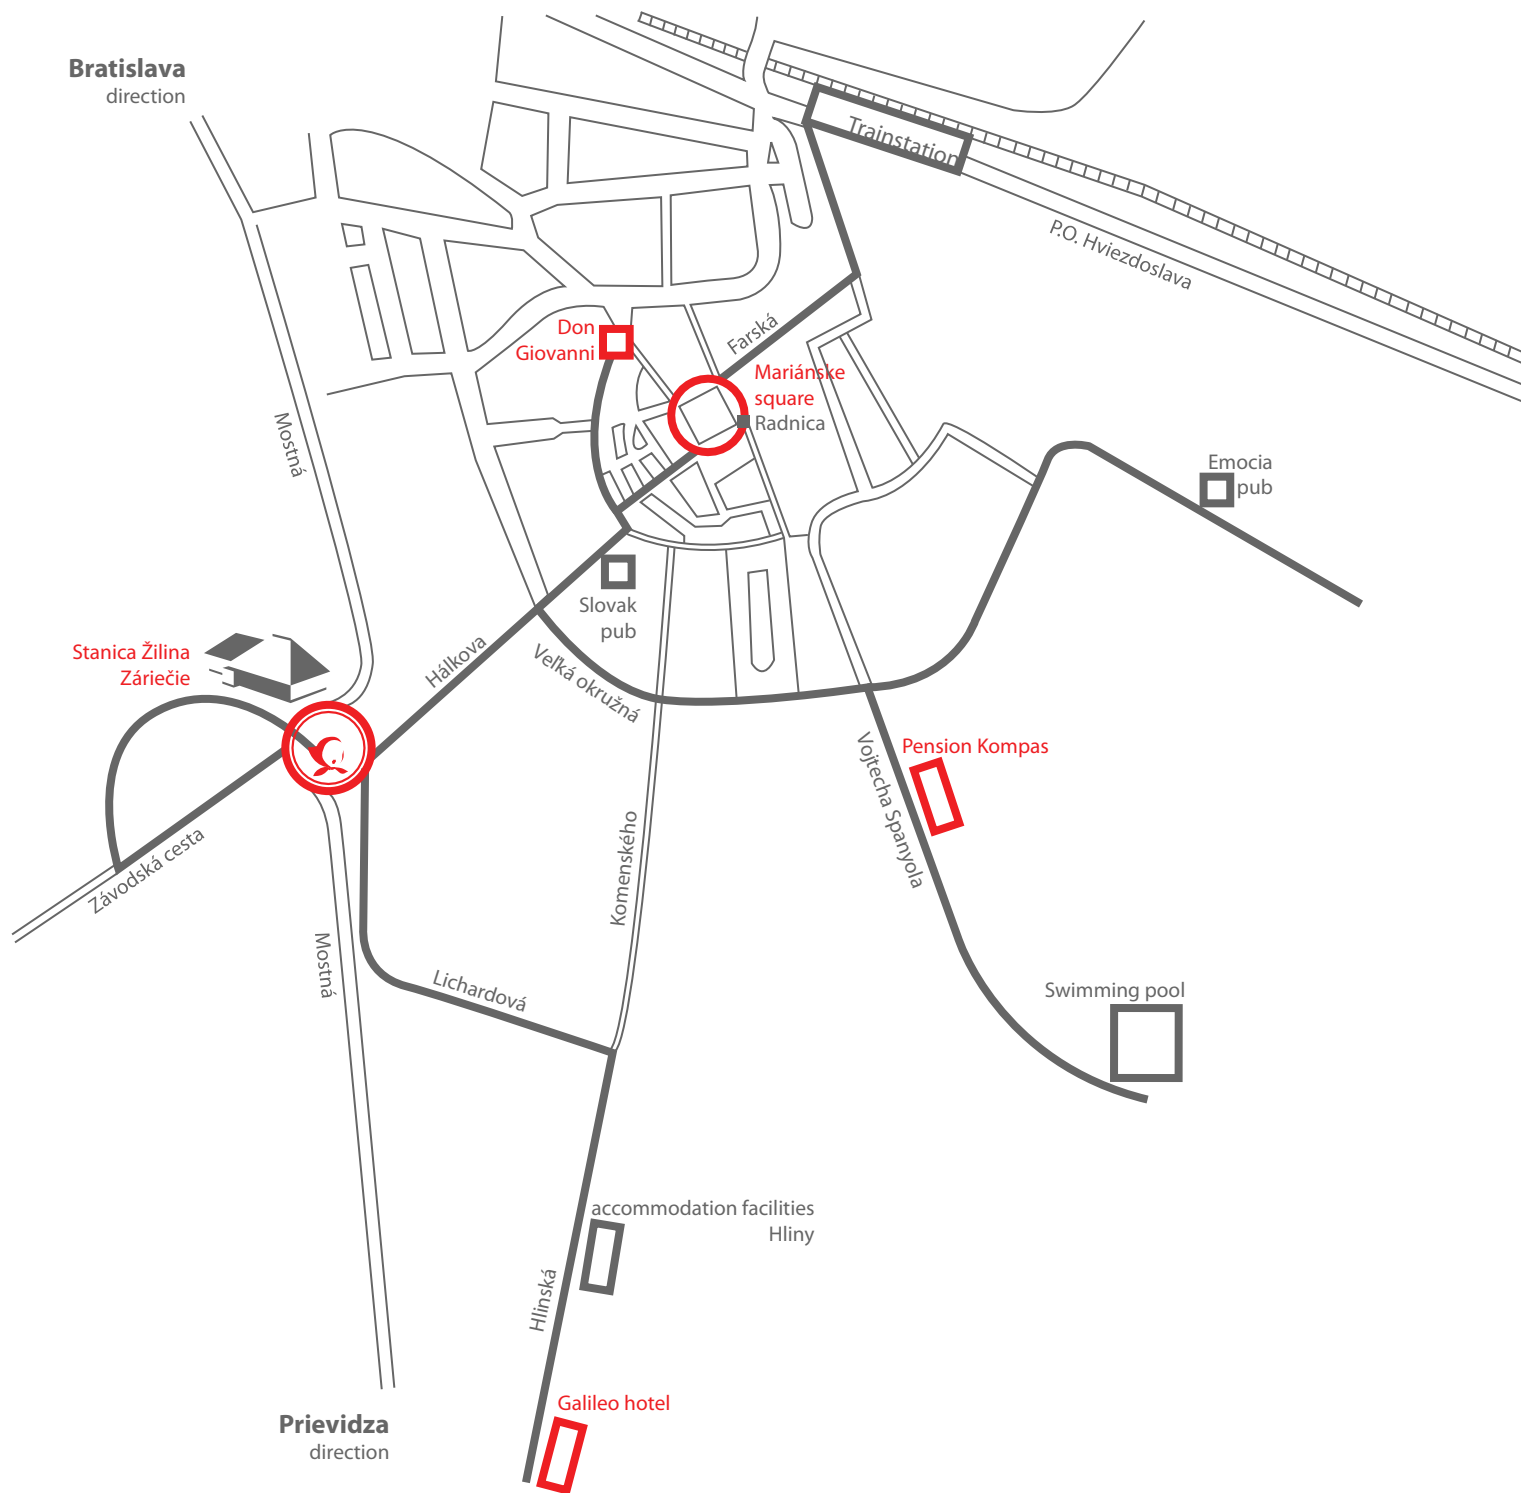 Bratislava
direction
Trainstation
P.O. Hviezdoslava
Don
Giovanni
Farská
Mariánske
square
Radnica
Mostná
Emocia
pub
Slovak
pub
Stanica Žilina
Záriečie
Hálkova
Veľká okružná
Vojtecha Spanyola
Pension Kompas
Závodská cesta
Komenského
Mostná
Lichardová
Swimming pool
accommodation facilities
Hliny
Hlinská
Galileo hotel
Prievidza
direction